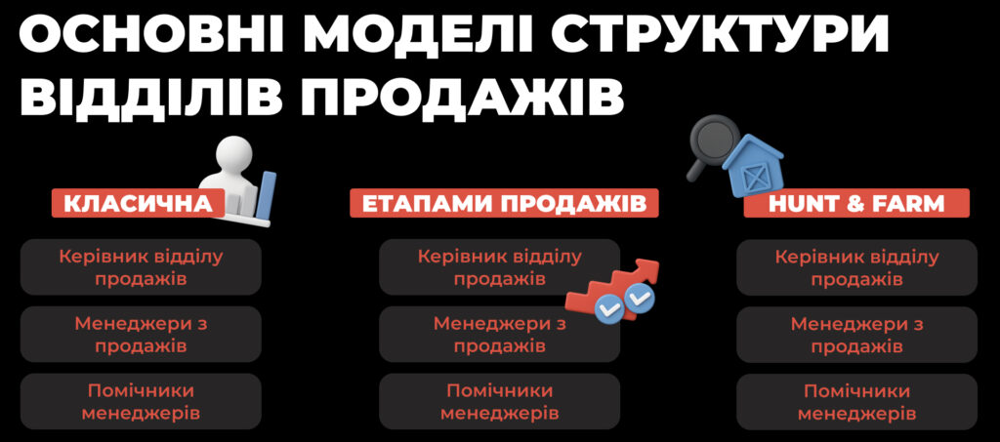 ОСНОВНІ МОДЕЛІ СТРУКТУРИ
ВІДДІЛІВ ПРОДАЖІВ
КЛАСИЧНА
Керівник відділу
продажів
Менеджери з
продажів
Помічники
менеджерів
ЕТАПАМИ ПРОДАЖІВ
Керівник відділу
продажів
Менеджери з
продажів
Помічники
менеджерів
HUNT & FARM
Керівник відділу
продажів
Менеджери з
продажів
Помічники
менеджерів